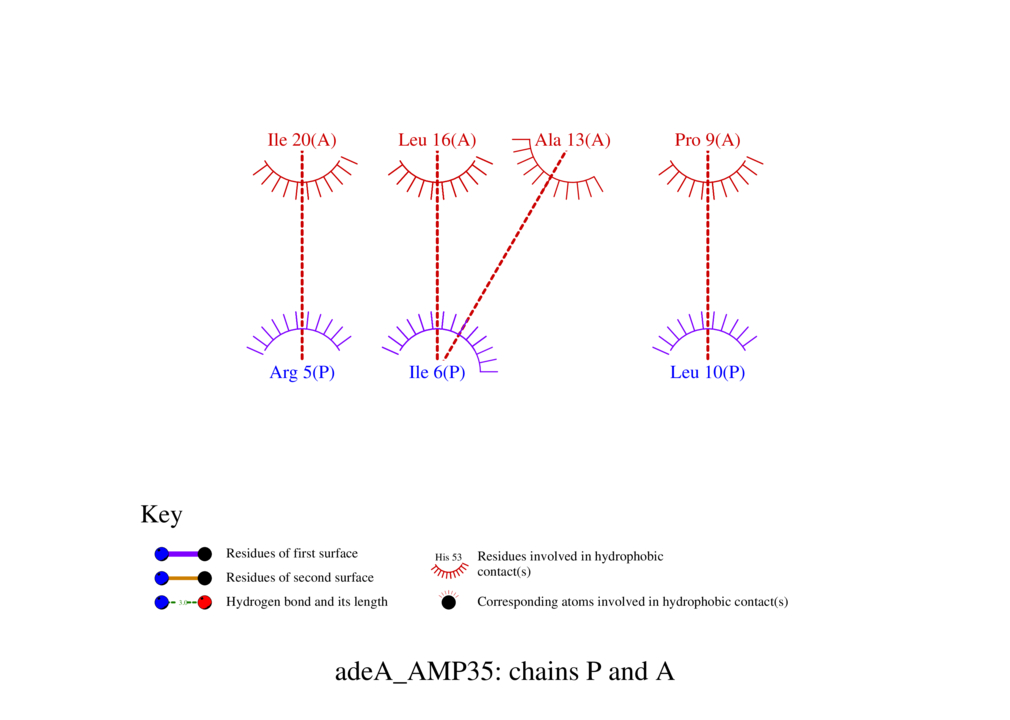 Ile 20(A) Leu 16(A) Ala 13(A) Pro 9(A)
Arg 5(P) Ile 6(P) Leu 10(P)
Key
Residues of first surface
Residues of second surface
3.0 Hydrogen bond and its length
His 53 Residues involved in hydrophobic
contact(s)
Corresponding atoms involved in hydrophobic contact(s)
adeA_AMP35: chains P and A